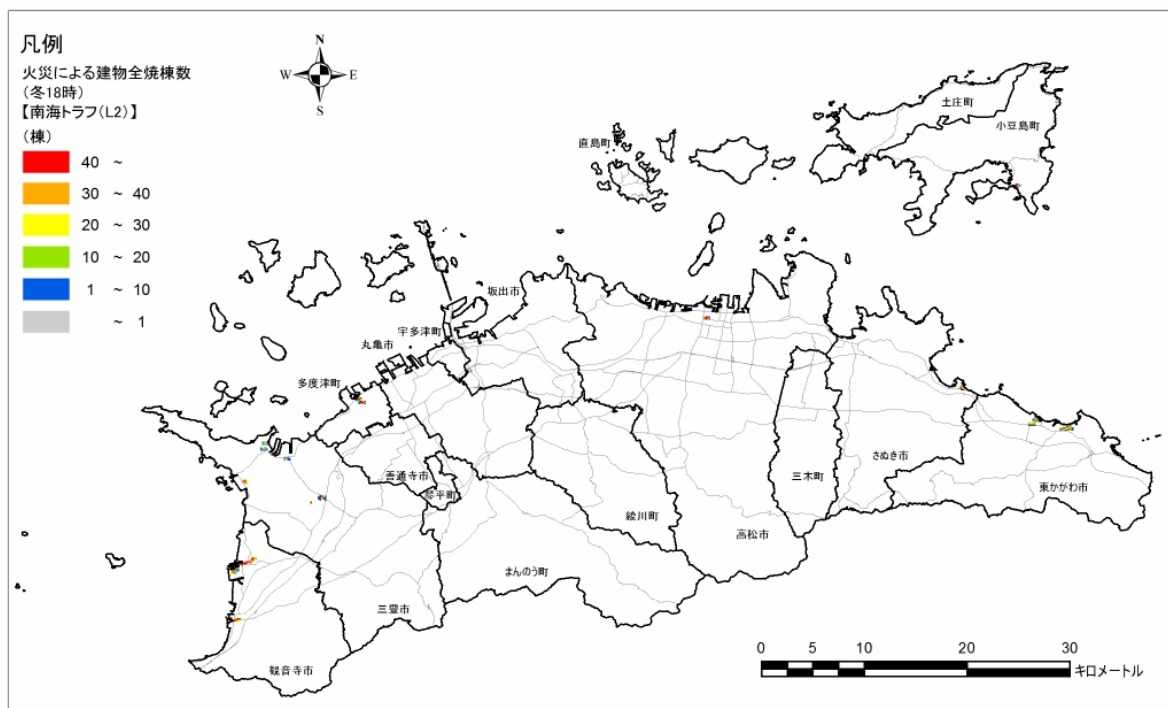 凡例
火災による建物全焼棟数
(冬18時)
【南海トラフ(L2)】
(棟)
40 ~
30 ~ 40
20 ~ 30
10 ~ 20
1 ~ 10
~ 1
N
W E
S
土庄町
小豆島町
直島町
坂出市
宇多津町
丸亀市
多度津町
善通寺市
琴平町
さぬき市
三木町
東かがわ市
綾川町
高松市
まんのう町
三豊市
観音寺市
0 5 10 20 30
キロメートル